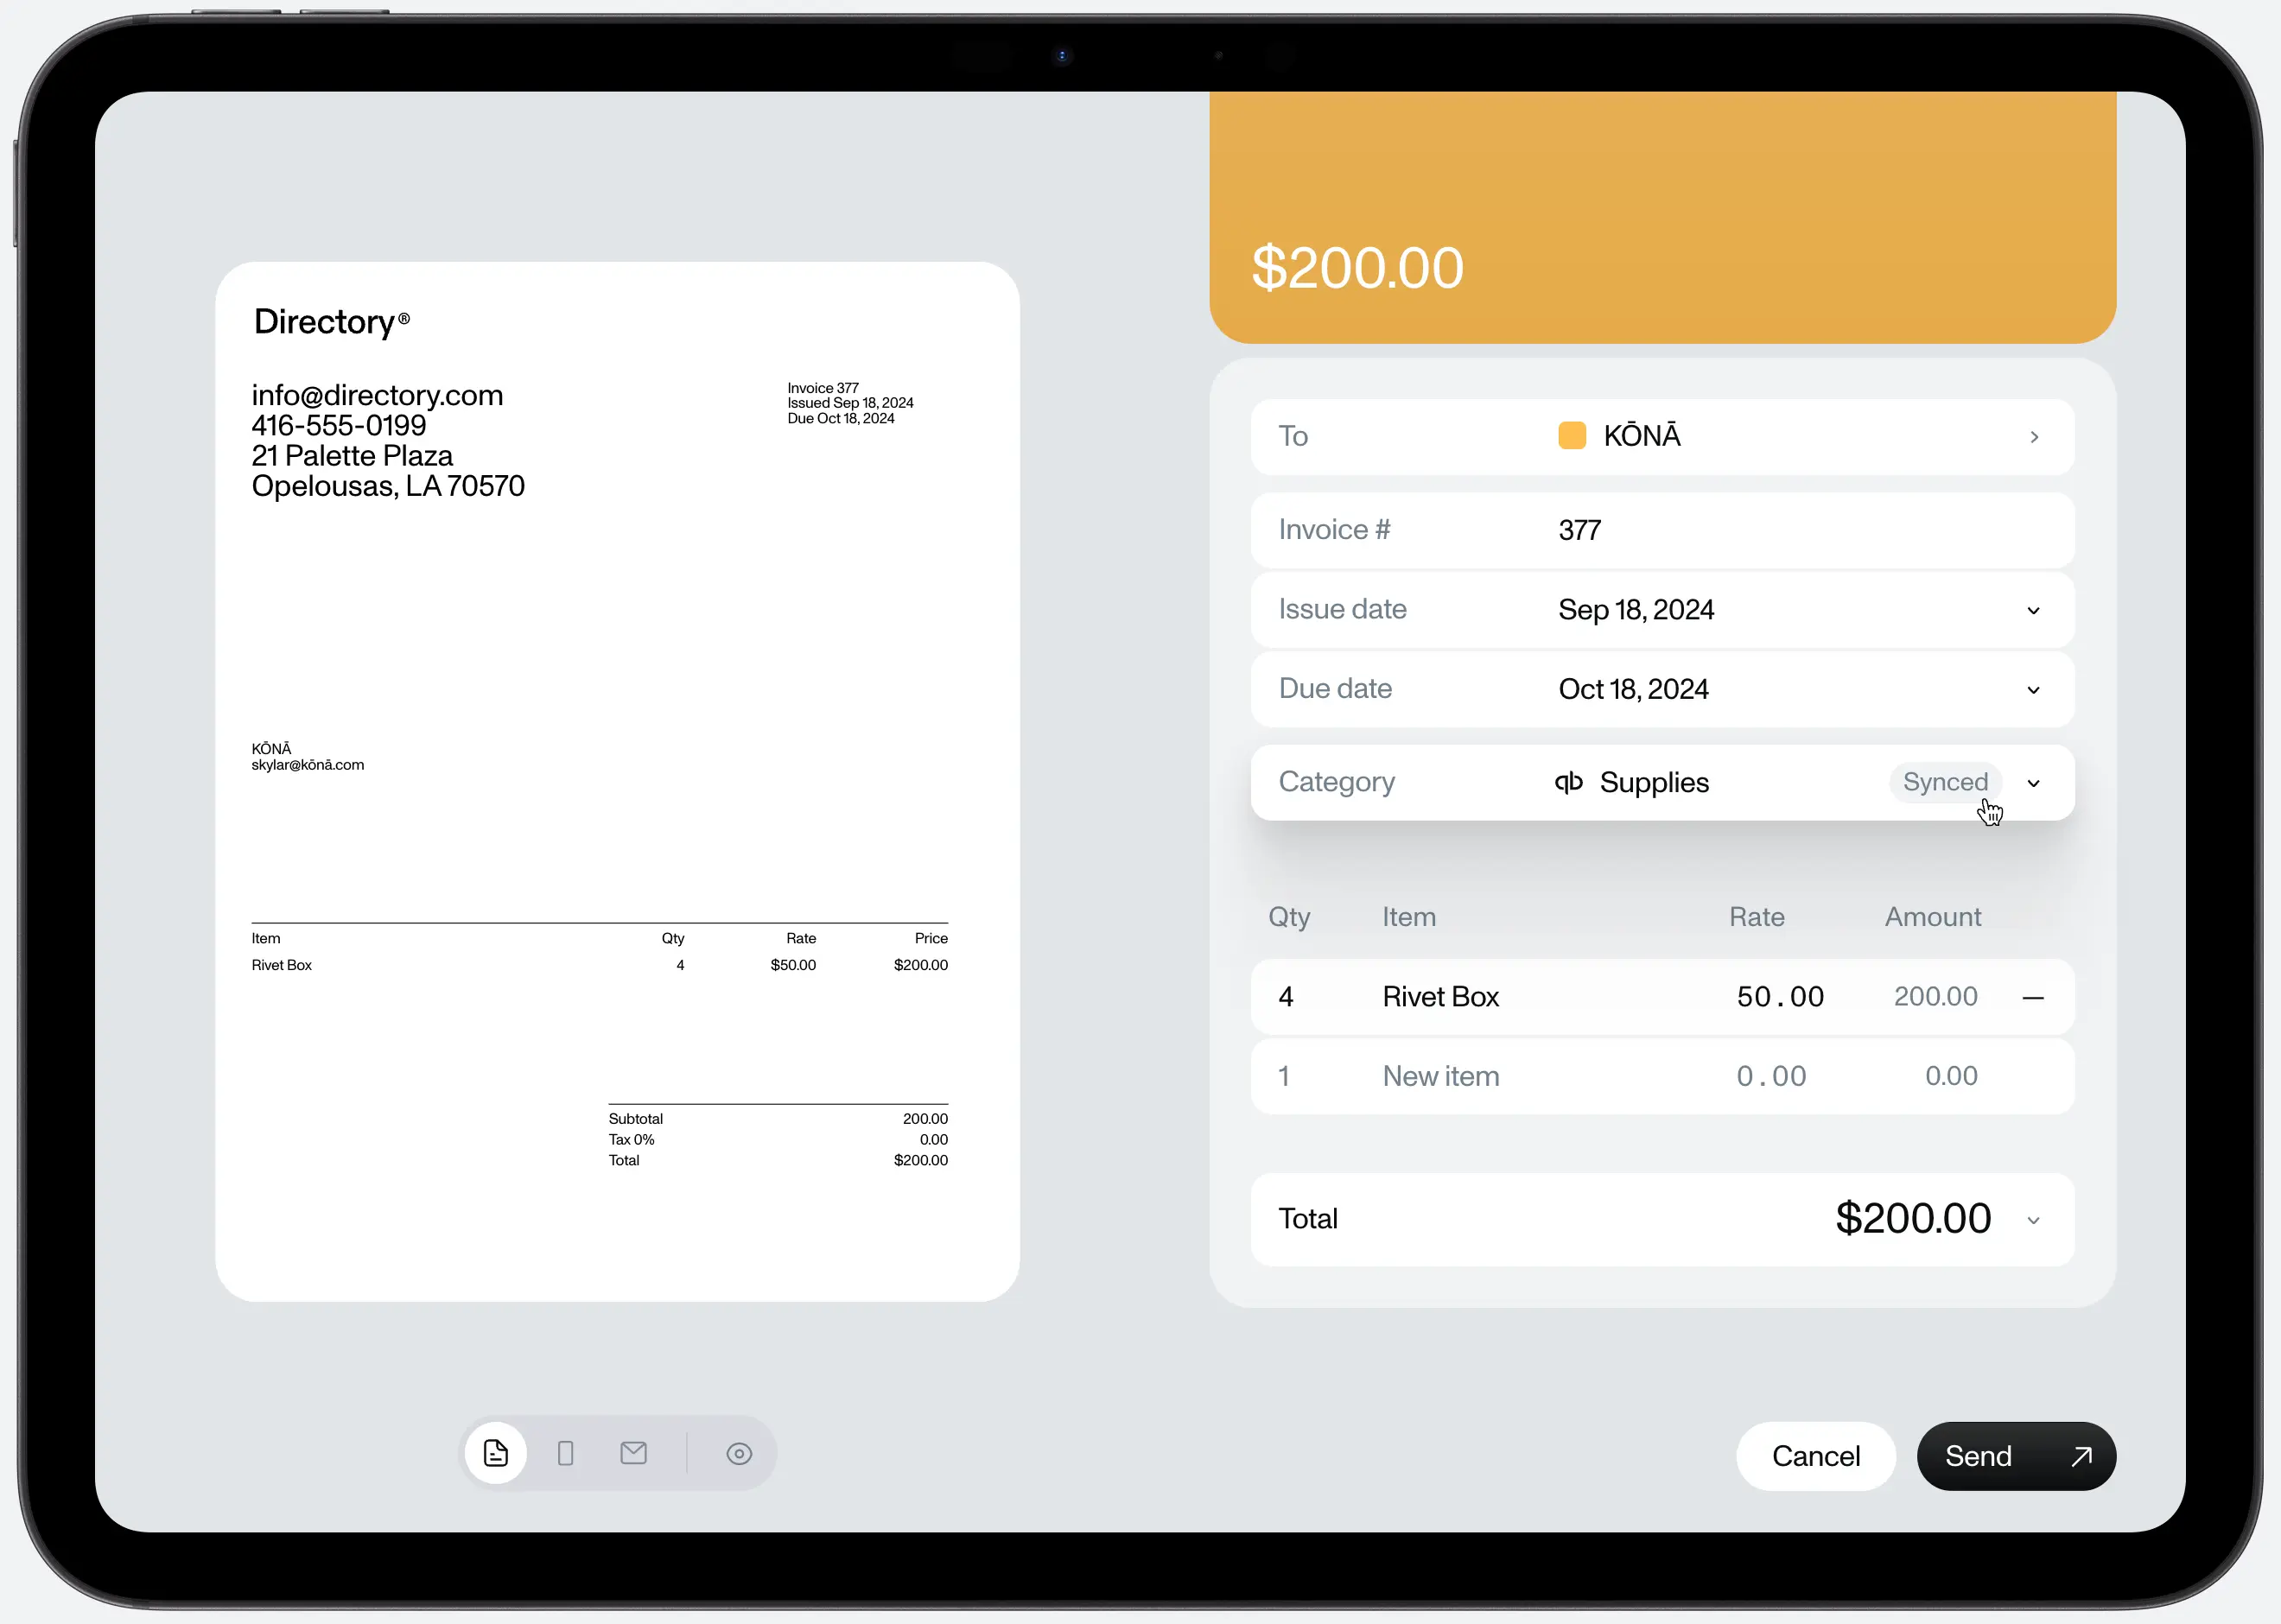 Directory®
info@directory.com
416-555-0199
21 Palette Plaza
Opelousas, LA 70570
Invoice 377
Issued Sep 18, 2024
Due Oct 18, 2024
KŌNĀ
skylar@kōnā.com
Item Qty Rate Price
Rivet Box 4 $50.00 $200.00
Subtotal 200.00
Tax 0% 0.00
Total $200.00
$200.00
To KŌNĀ
Invoice # 377
Issue date Sep 18, 2024
Due date Oct 18, 2024
Category qb Supplies Synced
Qty Item Rate Amount
4 Rivet Box 50.00 200.00
1 New item 0.00 0.00
Total $200.00
Cancel Send